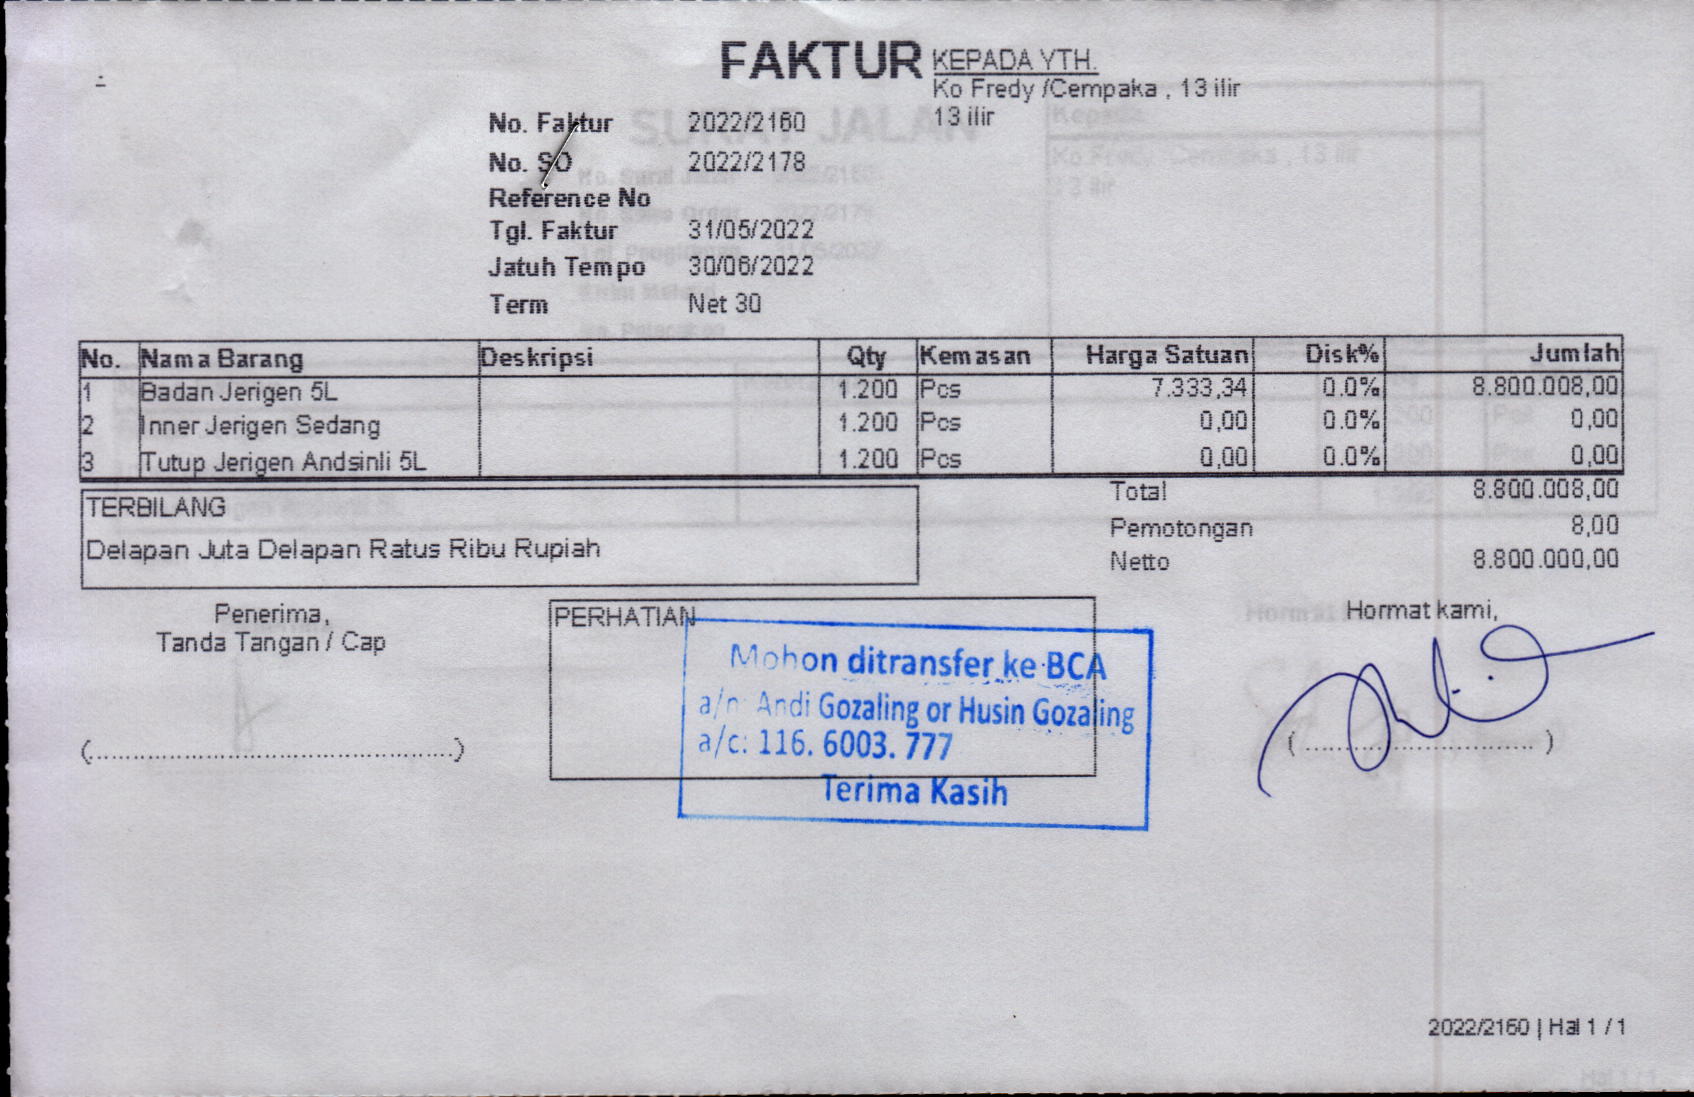 FAKTUR
KEPADA YTH.
Ko Fredy /Cempaka , 13 ilir
13 ilir
No. Faktur 2022/2160
No. SO 2022/2178
Reference No
Tgl. Faktur 31/05/2022
Jatuh Tempo 30/06/2022
Term Net 30
No. Nama Barang Deskripsi Qty Kemasan Harga Satuan Disk% Jumlah
1 Badan Jerigen 5L 1.200 Pcs 7.333,34 0.0% 8.800.008,00
2 Inner Jerigen Sedang 1.200 Pcs 0,00 0.0% 0,00
3 Tutup Jerigen Andsinli 5L 1.200 Pcs 0,00 0.0% 0,00
TERBILANG
Delapan Juta Delapan Ratus Ribu Rupiah
Total 8.800.008,00
Pemotongan 8,00
Netto 8.800.000,00
Penerima,
Tanda Tangan / Cap
(......................................................)
PERHATIAN
Mohon ditransfer ke BCA
a/n: Andi Gozaling or Husin Gozaling
a/c: 116. 6003. 777
Terima Kasih
Hormat kami,
( .................................. )
2022/2160 | Hal 1 / 1